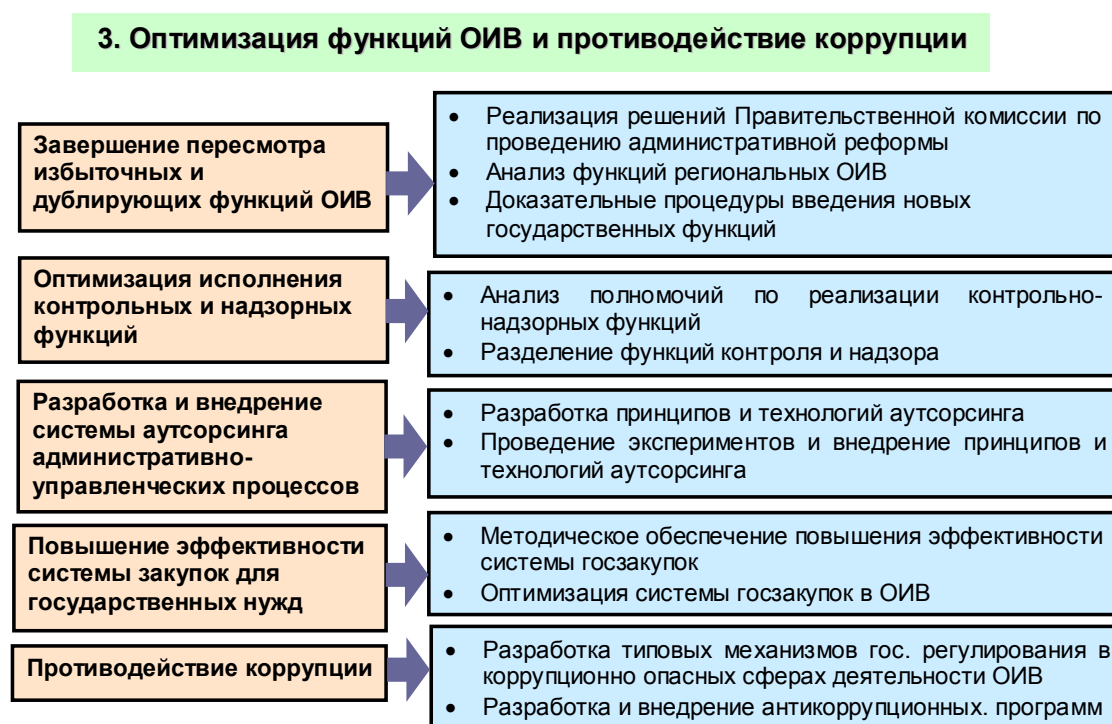 3. Оптимизация функций ОИВ и противодействие коррупции
Завершение пересмотра
избыточных и
дублирующих функций ОИВ
• Реализация решений Правительственной комиссии по
проведению административной реформы
• Анализ функций региональных ОИВ
• Доказательные процедуры введения новых
государственных функций
Оптимизация исполнения
контрольных и надзорных
функций
• Анализ полномочий по реализации контрольно-
надзорных функций
• Разделение функций контроля и надзора
Разработка и внедрение
системы аутсорсинга
административно-
управленческих процессов
• Разработка принципов и технологий аутсорсинга
• Проведение экспериментов и внедрение принципов и
технологий аутсорсинга
Повышение эффективности
системы закупок для
государственных нужд
• Методическое обеспечение повышения эффективности
системы госзакупок
• Оптимизация системы госзакупок в ОИВ
Противодействие коррупции
• Разработка типовых механизмов гос. регулирования в
коррупционно опасных сферах деятельности ОИВ
• Разработка и внедрение антикоррупционных. программ